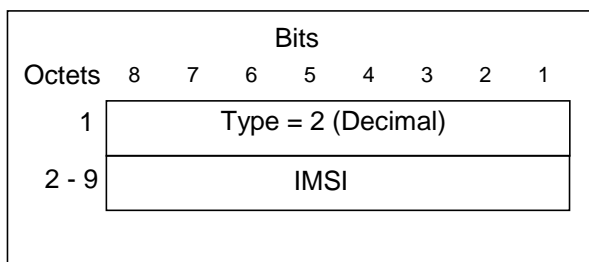 Bits
Octets 8 7 6 5 4 3 2 1
1 Type = 2 (Decimal)
2 - 9 IMSI